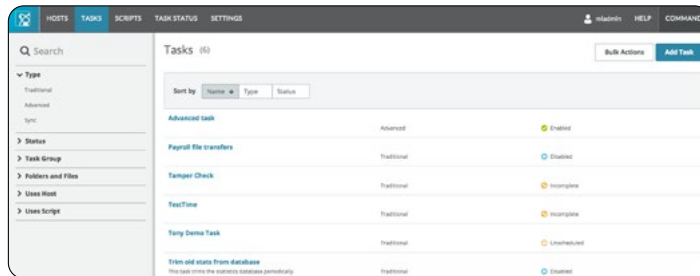 HOSTS TASKS SCRIPTS TASK STATUS SETTINGS mladmin HELP COMMAND
Search
Tasks (6)
Bulk Actions Add Task
Type
Traditional
Advanced
Sync
Status
Task Group
Folders and Files
Uses Host
Uses Script
Sort by Name Type Status
Advanced task
Advanced Enabled
Payroll file transfers
Traditional Disabled
Tamper Check
Traditional Incomplete
TestTime
Traditional Incomplete
Tony Demo Task
Traditional Unscheduled
Trim old stats from database
This task trims the statistics database periodically. Traditional Disabled